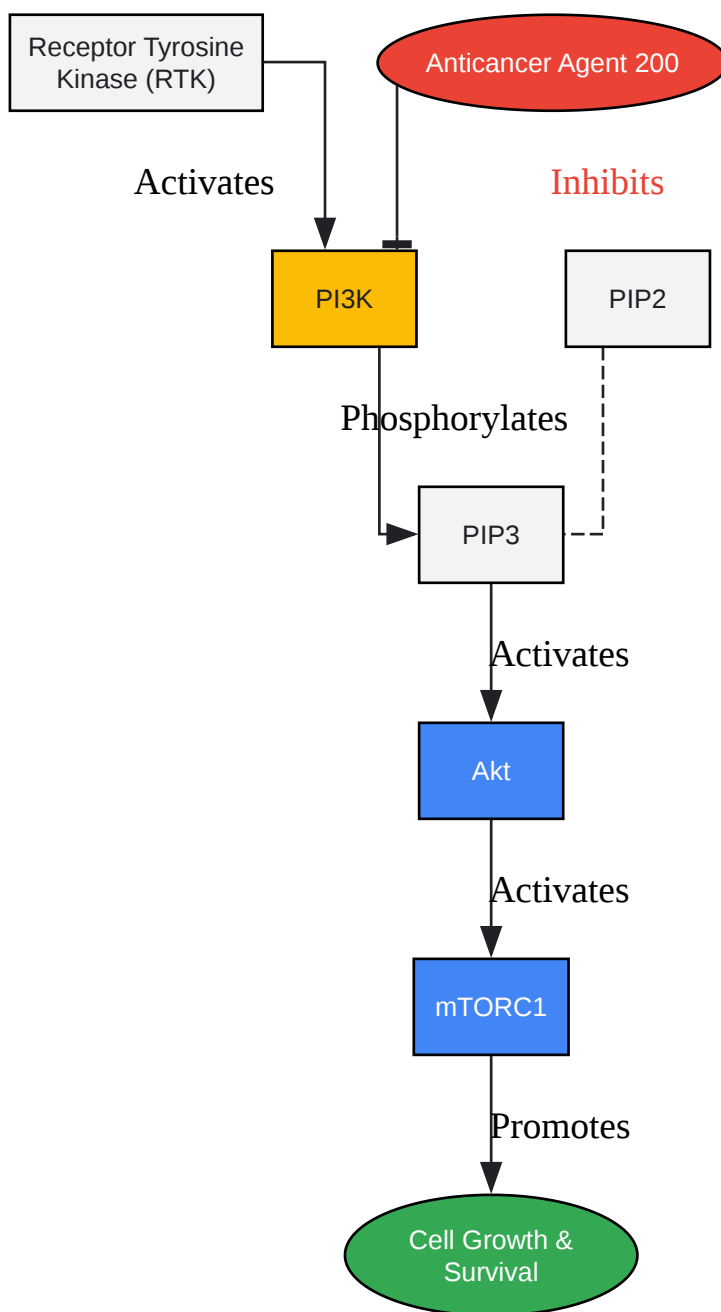 Receptor Tyrosine
Kinase (RTK)
Anticancer Agent 200
Activates
Inhibits
PI3K
PIP2
Phosphorylates
PIP3
Activates
Akt
Activates
mTORC1
Promotes
Cell Growth &
Survival